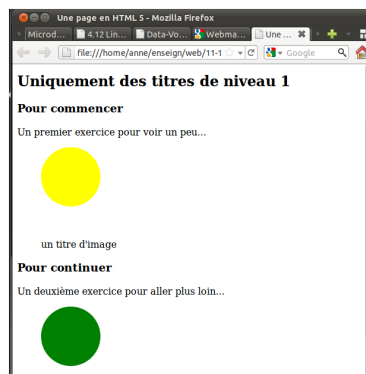 Une page en HTML 5 - Mozilla Firefox
Microd... 4.12 Lin... Data-Vo... Webma... Une ...
file:///home/anne/enseign/web/11-1 Google
Uniquement des titres de niveau 1
Pour commencer
Un premier exercice pour voir un peu...
un titre d'image
Pour continuer
Un deuxième exercice pour aller plus loin...